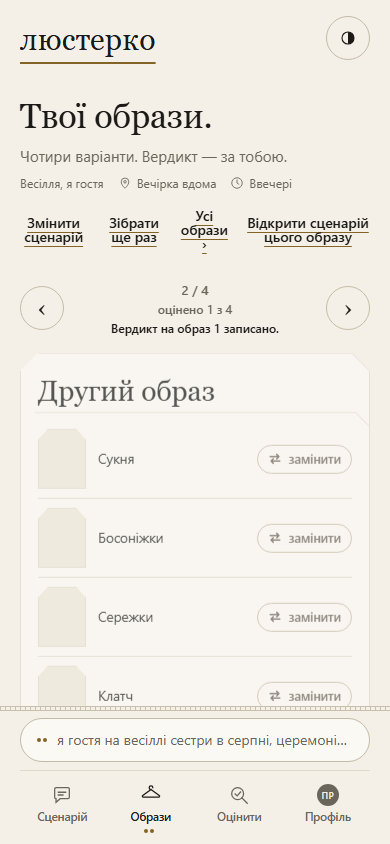 люстерко
Твої образи.
Чотири варіанти. Вердикт — за тобою.
Весілля, я гостя Вечірка вдома Ввечері
Змінити сценарій
Зібрати ще раз
Усі образи ›
Відкрити сценарій цього образу
‹
2 / 4
›
оцінено 1 з 4
Вердикт на образ 1 записано.
Другий образ
Сукня замінити
Босоніжки замінити
Сережки замінити
Клатч замінити
я гостя на весіллі сестри в серпні, церемоні...
ПР
Сценарій Образи Оцінити Профіль